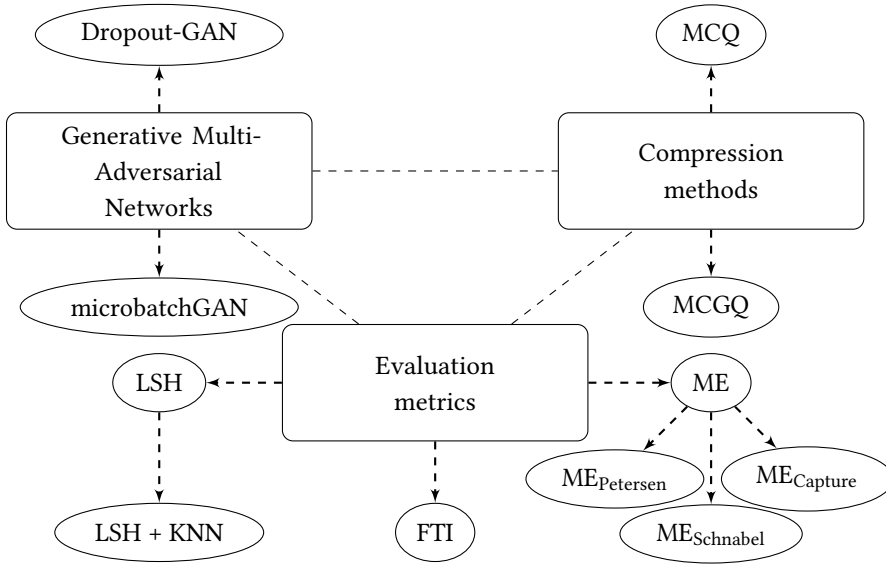 Dropout-GAN
MCQ
Generative Multi-
Adversarial
Networks
Compression
methods
microbatchGAN
MCGQ
Evaluation
metrics
LSH
ME
ME_Petersen
ME_Capture
ME_Schnabel
LSH + KNN
FTI